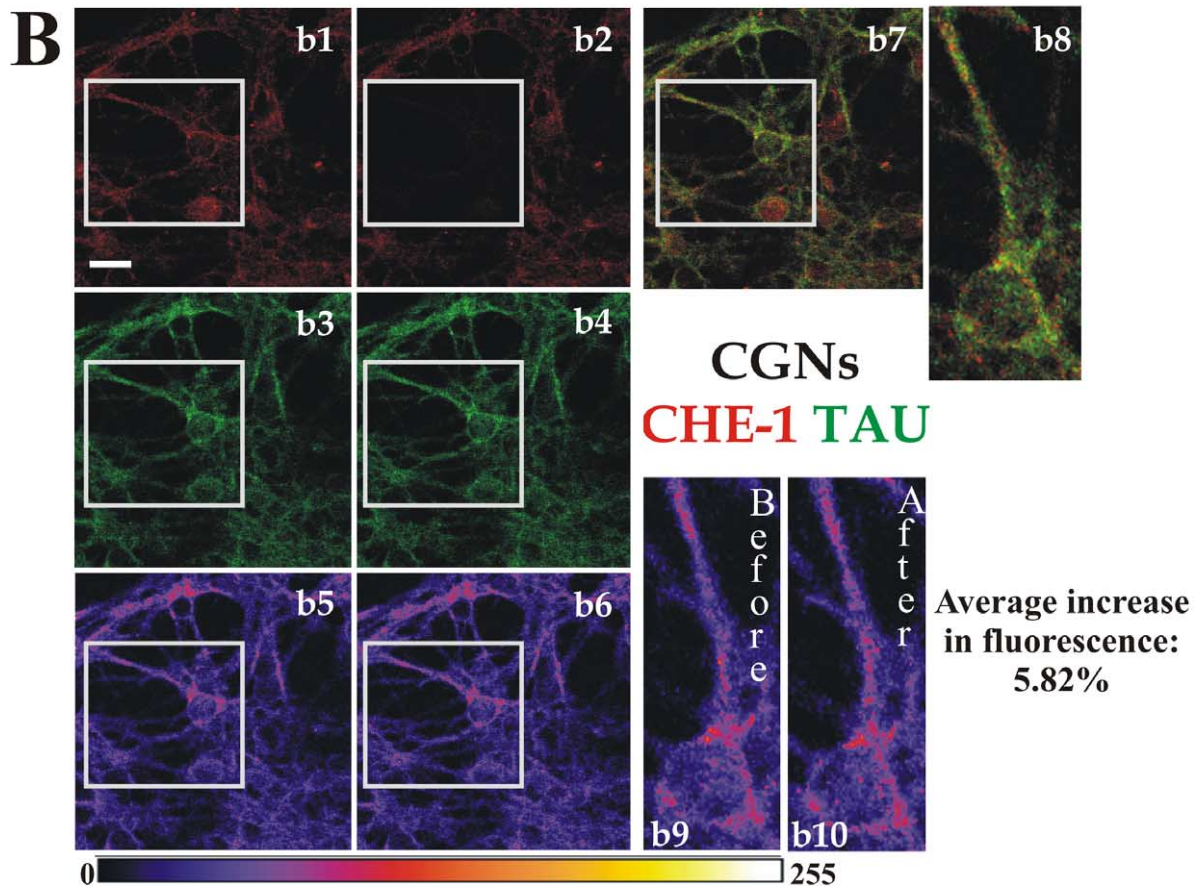 B
b1
b2
b7
b8
b3
b4
CGNs
CHE-1 TAU
b5
b6
Before
b9
After
b10
Average increase
in fluorescence:
5.82%
0
255